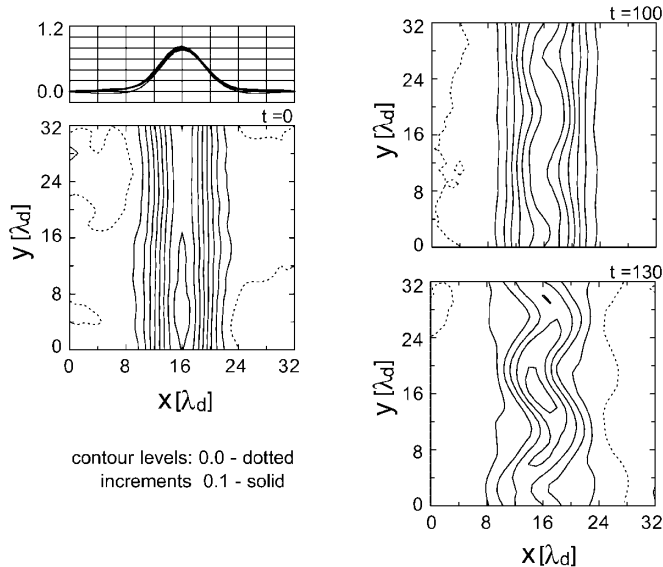 1.2
0.0
t =0
32
24
16
8
0
y [λd]
0 8 16 24 32
x [λd]
contour levels: 0.0 - dotted
increments 0.1 - solid
t =100
32
24
16
8
0
y [λd]
t =130
32
24
16
8
0
y [λd]
0 8 16 24 32
x [λd]